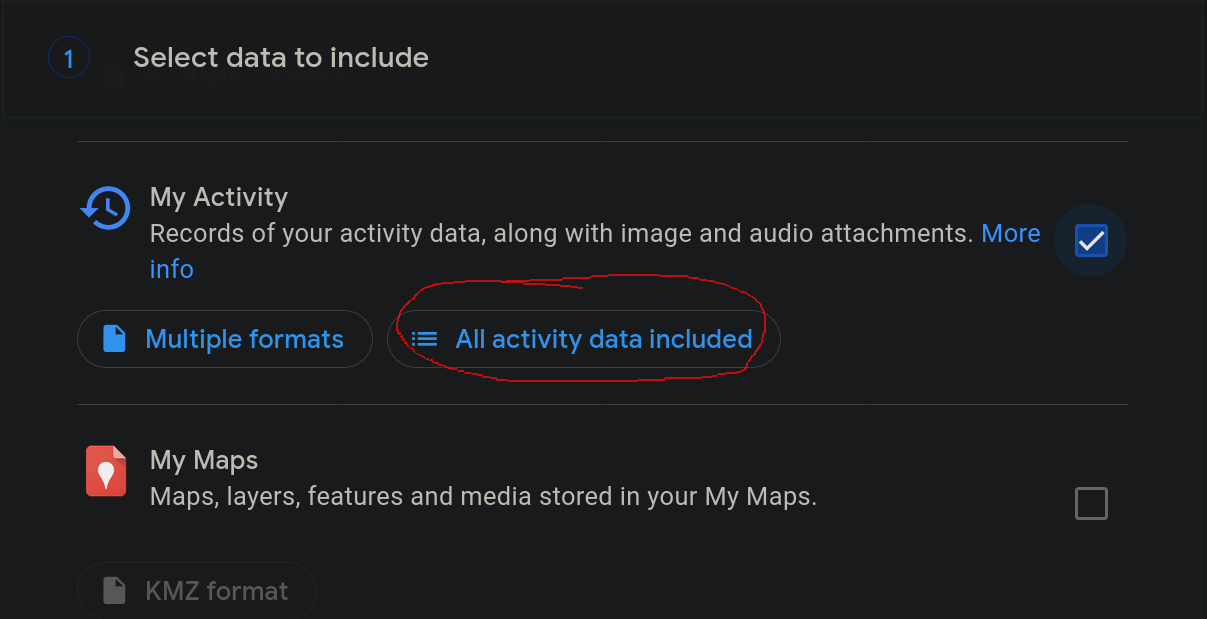 1
Select data to include
My Activity
Records of your activity data, along with image and audio attachments. More
info
Multiple formats
All activity data included
My Maps
Maps, layers, features and media stored in your My Maps.
KMZ format